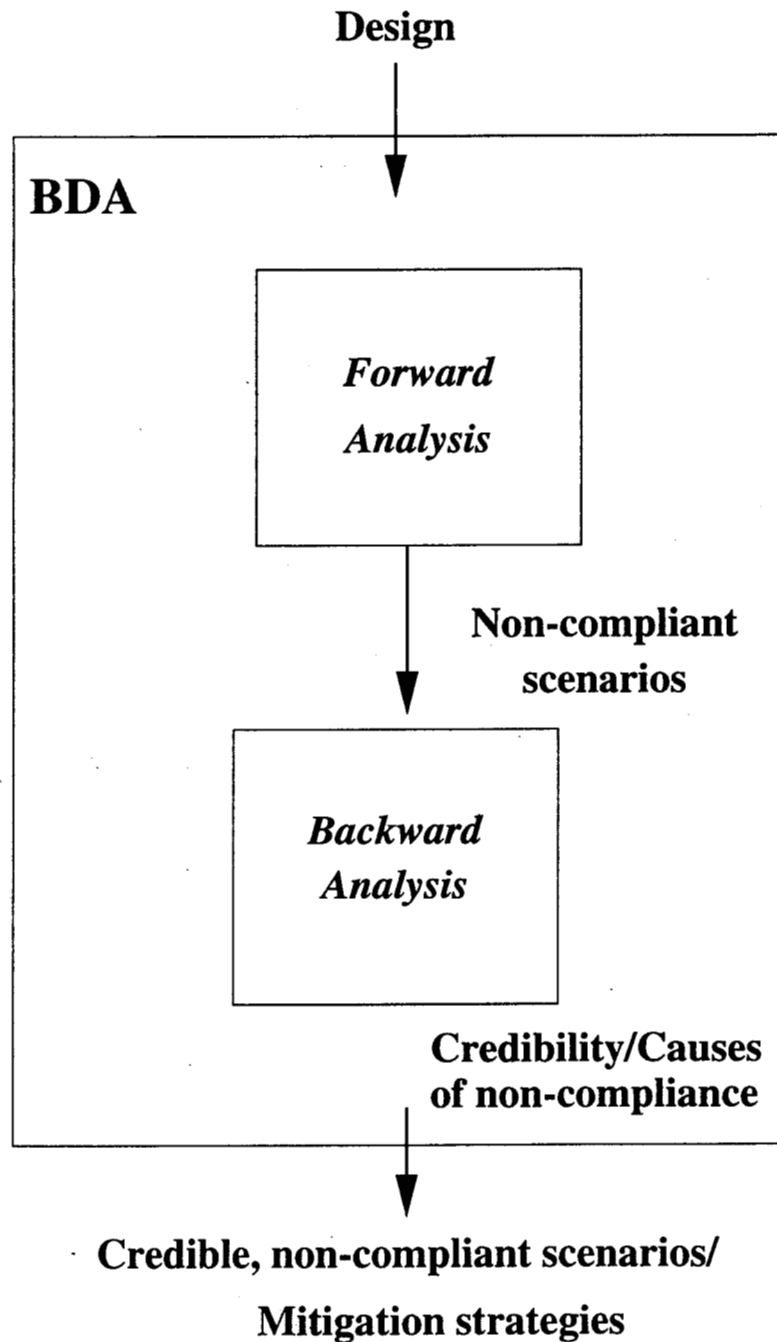 Design
BDA
Forward
Analysis
Non-compliant
scenarios
Backward
Analysis
Credibility/Causes
of non-compliance
Credible, non-compliant scenarios/
Mitigation strategies